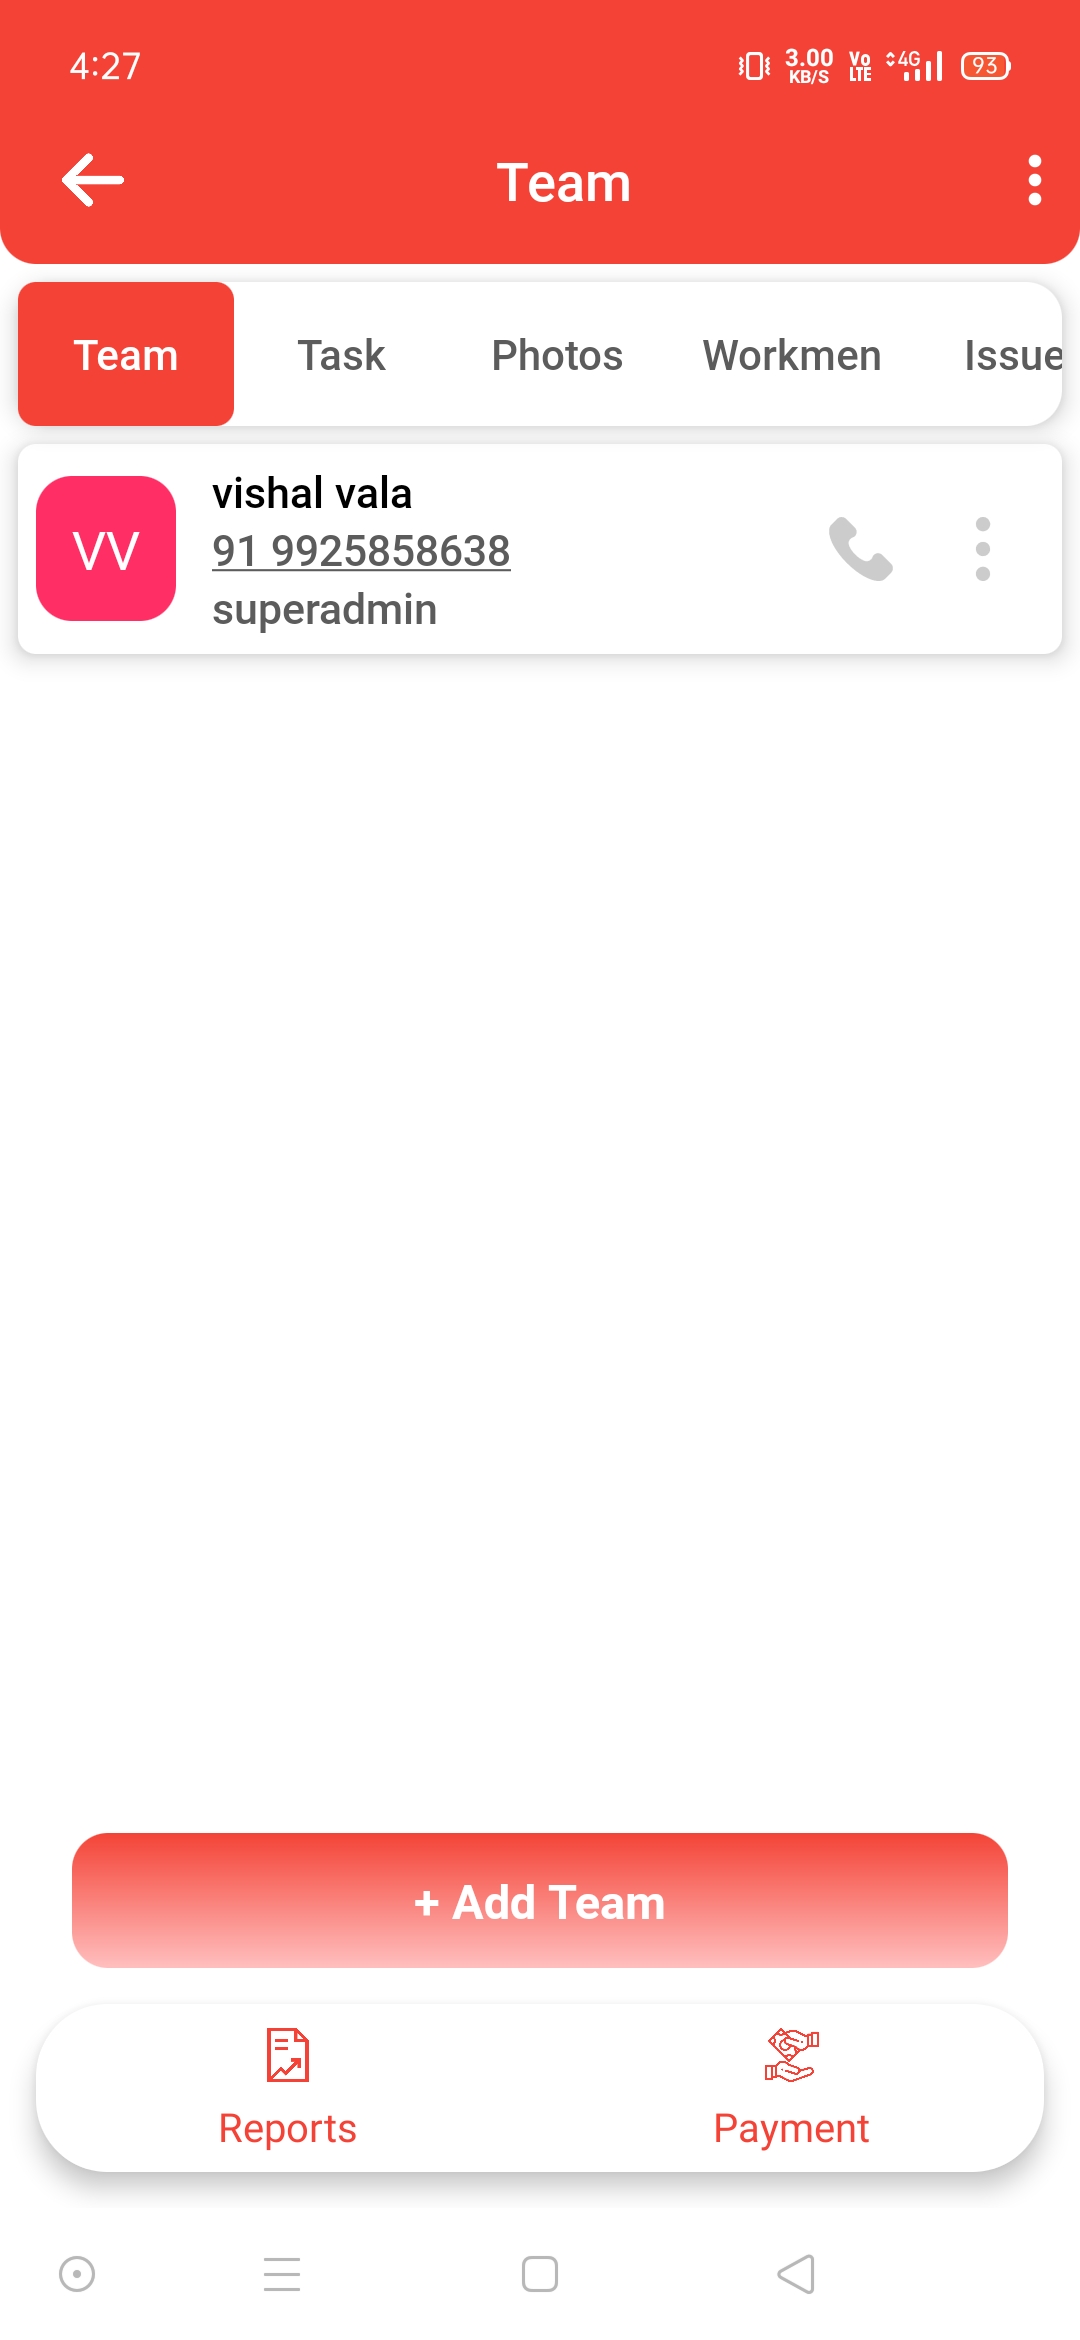 4:27
3.00
KB/S
Vo
LTE
4G
93
Team
Team Task Photos Workmen Issue
VV
vishal vala
91 9925858638
superadmin
+ Add Team
Reports Payment